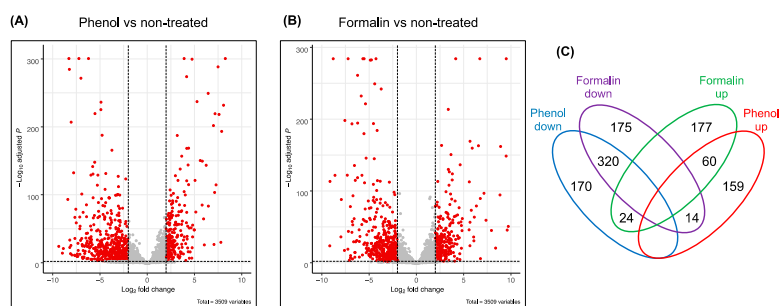 (A) Phenol vs non-treated
−Log₁₀ adjusted P
300
200
100
0
−10 −5 0 5 10
Log₂ fold change
Total = 3509 variables
(B) Formalin vs non-treated
−Log₁₀ adjusted P
300
200
100
0
−10 −5 0 5 10
Log₂ fold change
Total = 3509 variables
(C)
Formalin down
Formalin up
Phenol down
Phenol up
175
177
320
60
170
159
24
14